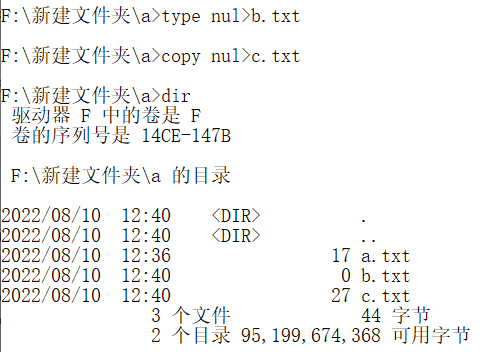 F:\新建文件夹\a>type nul>b.txt
F:\新建文件夹\a>copy nul>c.txt
F:\新建文件夹\a>dir
驱动器 F 中的卷是 F
卷的序列号是 14CE-147B
F:\新建文件夹\a 的目录
2022/08/10  12:40    <DIR>          .
2022/08/10  12:40    <DIR>          ..
2022/08/10  12:36                17 a.txt
2022/08/10  12:40                 0 b.txt
2022/08/10  12:40                27 c.txt
3 个文件             44 字节
2 个目录 95,199,674,368 可用字节